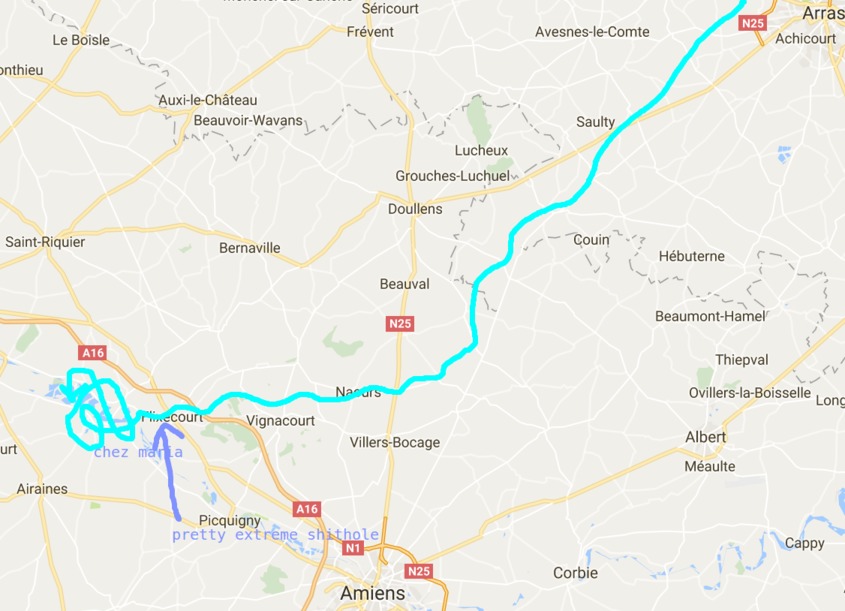 Séricourt
Arras
N25
Frévent
Avesnes-le-Comte
Le Boisle
Achicourt
onthieu
Auxi-le-Château
Beauvoir-Wavans
Saulty
Lucheux
Grouches-Luchuel
Doullens
Saint-Riquier
Couin
Bernaville
Hébuterne
Beauval
Beaumont-Hamel
N25
A16
Thiepval
Naours
Ovillers-la-Boisselle
Long
Flixecourt
Vignacourt
Albert
Villers-Bocage
urt
chez maria
Méaulte
Airaines
A16
Picquigny
pretty extreme shithole
N1
Cappy
N25
Corbie
Amiens